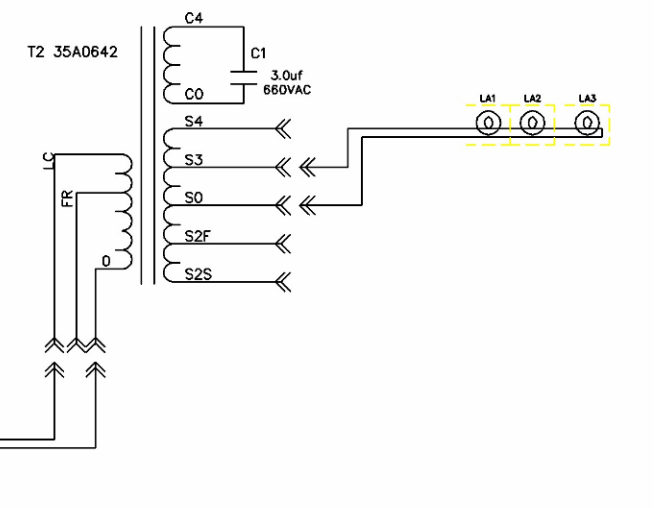 C4
T2 35A0642
C1
3.0uf
660VAC
C0
LA1 LA2 LA3
S4
LC
S3
FR
S0
S2F
0
S2S